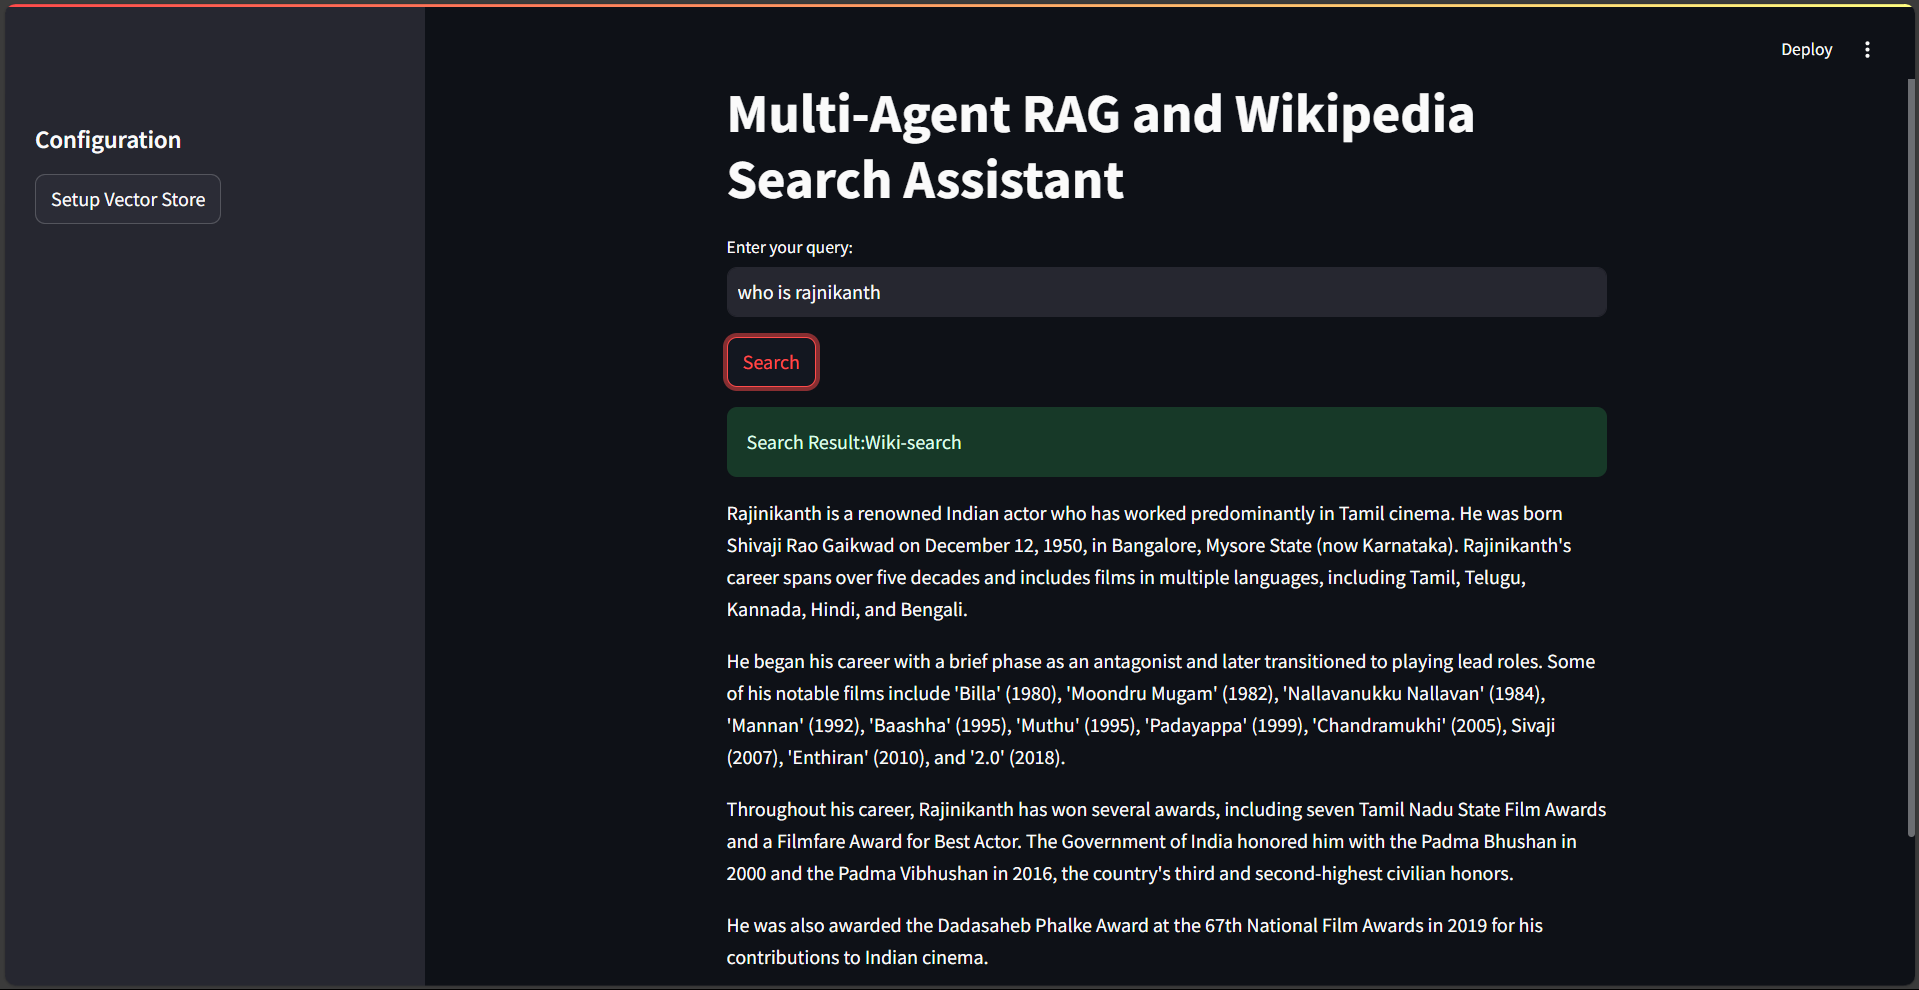 Deploy
Configuration
Setup Vector Store
Multi-Agent RAG and Wikipedia
Search Assistant
Enter your query:
who is rajnikanth
Search
Search Result:Wiki-search
Rajinikanth is a renowned Indian actor who has worked predominantly in Tamil cinema. He was born
Shivaji Rao Gaikwad on December 12, 1950, in Bangalore, Mysore State (now Karnataka). Rajinikanth's
career spans over five decades and includes films in multiple languages, including Tamil, Telugu,
Kannada, Hindi, and Bengali.
He began his career with a brief phase as an antagonist and later transitioned to playing lead roles. Some
of his notable films include 'Billa' (1980), 'Moondru Mugam' (1982), 'Nallavanukku Nallavan' (1984),
'Mannan' (1992), 'Baashha' (1995), 'Muthu' (1995), 'Padayappa' (1999), 'Chandramukhi' (2005), Sivaji
(2007), 'Enthiran' (2010), and '2.0' (2018).
Throughout his career, Rajinikanth has won several awards, including seven Tamil Nadu State Film Awards
and a Filmfare Award for Best Actor. The Government of India honored him with the Padma Bhushan in
2000 and the Padma Vibhushan in 2016, the country's third and second-highest civilian honors.
He was also awarded the Dadasaheb Phalke Award at the 67th National Film Awards in 2019 for his
contributions to Indian cinema.